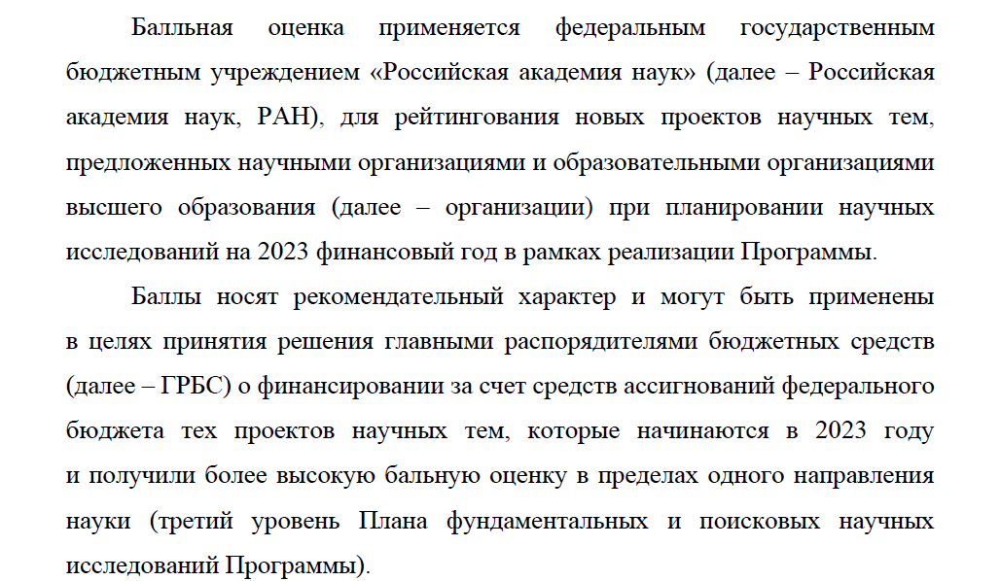 Балльная оценка применяется федеральным государственным
бюджетным учреждением «Российская академия наук» (далее – Российская
академия наук, РАН), для рейтингования новых проектов научных тем,
предложенных научными организациями и образовательными организациями
высшего образования (далее – организации) при планировании научных
исследований на 2023 финансовый год в рамках реализации Программы.
Баллы носят рекомендательный характер и могут быть применены
в целях принятия решения главными распорядителями бюджетных средств
(далее – ГРБС) о финансировании за счет средств ассигнований федерального
бюджета тех проектов научных тем, которые начинаются в 2023 году
и получили более высокую бальную оценку в пределах одного направления
науки (третий уровень Плана фундаментальных и поисковых научных
исследований Программы).